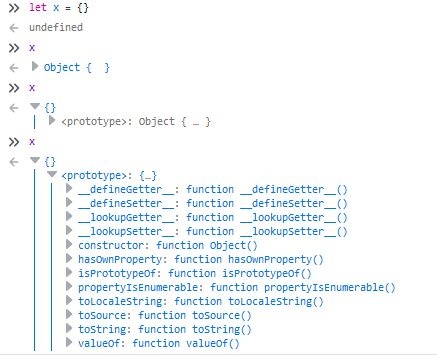 let x = {}
undefined
x
Object {  }
x
{}
<prototype>: Object { … }
x
{}
<prototype>: {…}
__defineGetter__: function __defineGetter__()
__defineSetter__: function __defineSetter__()
__lookupGetter__: function __lookupGetter__()
__lookupSetter__: function __lookupSetter__()
constructor: function Object()
hasOwnProperty: function hasOwnProperty()
isPrototypeOf: function isPrototypeOf()
propertyIsEnumerable: function propertyIsEnumerable()
toLocaleString: function toLocaleString()
toSource: function toSource()
toString: function toString()
valueOf: function valueOf()